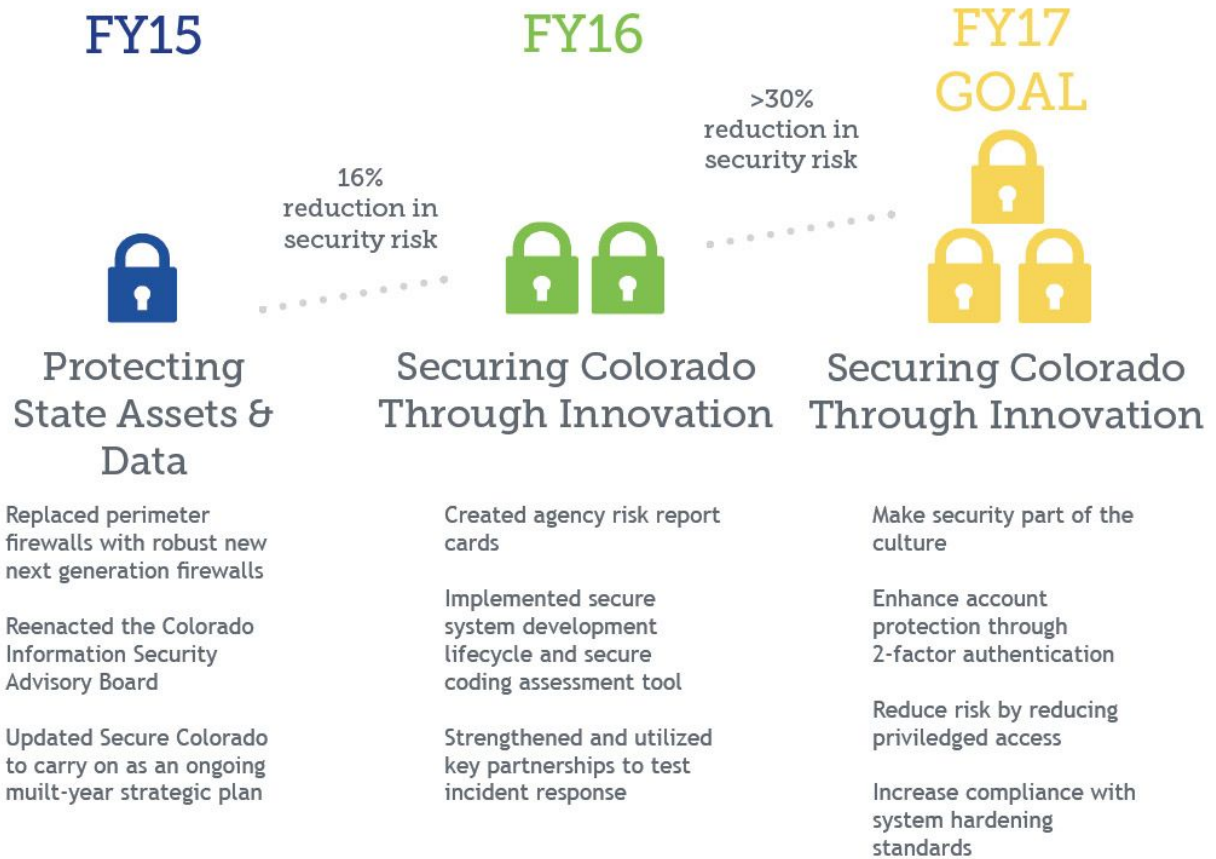 FY15
16%
reduction in
security risk
Protecting
State Assets &
Data
Replaced perimeter
firewalls with robust new
next generation firewalls
Reenacted the Colorado
Information Security
Advisory Board
Updated Secure Colorado
to carry on as an ongoing
muilt-year strategic plan
FY16
>30%
reduction in
security risk
Securing Colorado
Through Innovation
Created agency risk report
cards
Implemented secure
system development
lifecycle and secure
coding assessment tool
Strengthened and utilized
key partnerships to test
incident response
FY17
GOAL
Securing Colorado
Through Innovation
Make security part of the
culture
Enhance account
protection through
2-factor authentication
Reduce risk by reducing
priviledged access
Increase compliance with
system hardening
standards